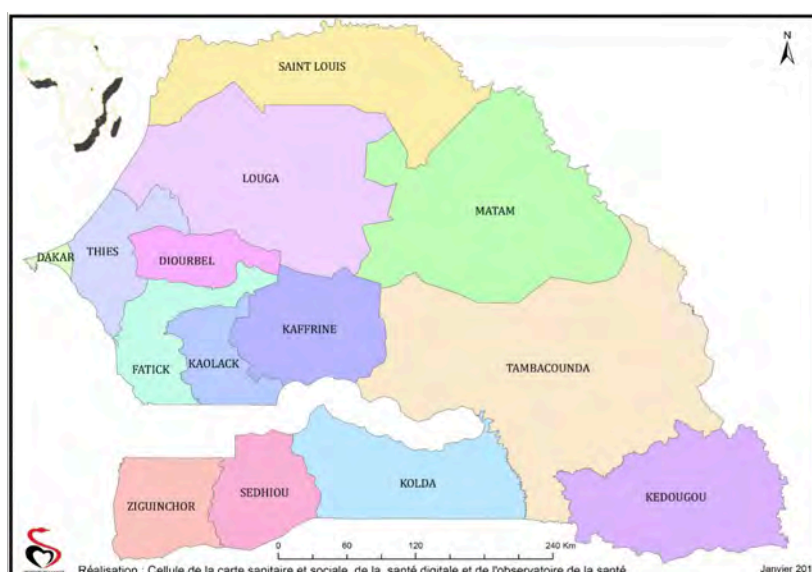 N
SAINT LOUIS
LOUGA
MATAM
DAKAR
THIES
DIOURBEL
KAFFRINE
FATICK
KAOLACK
TAMBACOUNDA
KOLDA
SEDHIOU
ZIGUINCHOR
KEDOUGOU
0 60 120 240 Km
Réalisation : Cellule de la carte sanitaire et sociale, de la santé digitale et de l'observatoire de la santé
Janvier 201